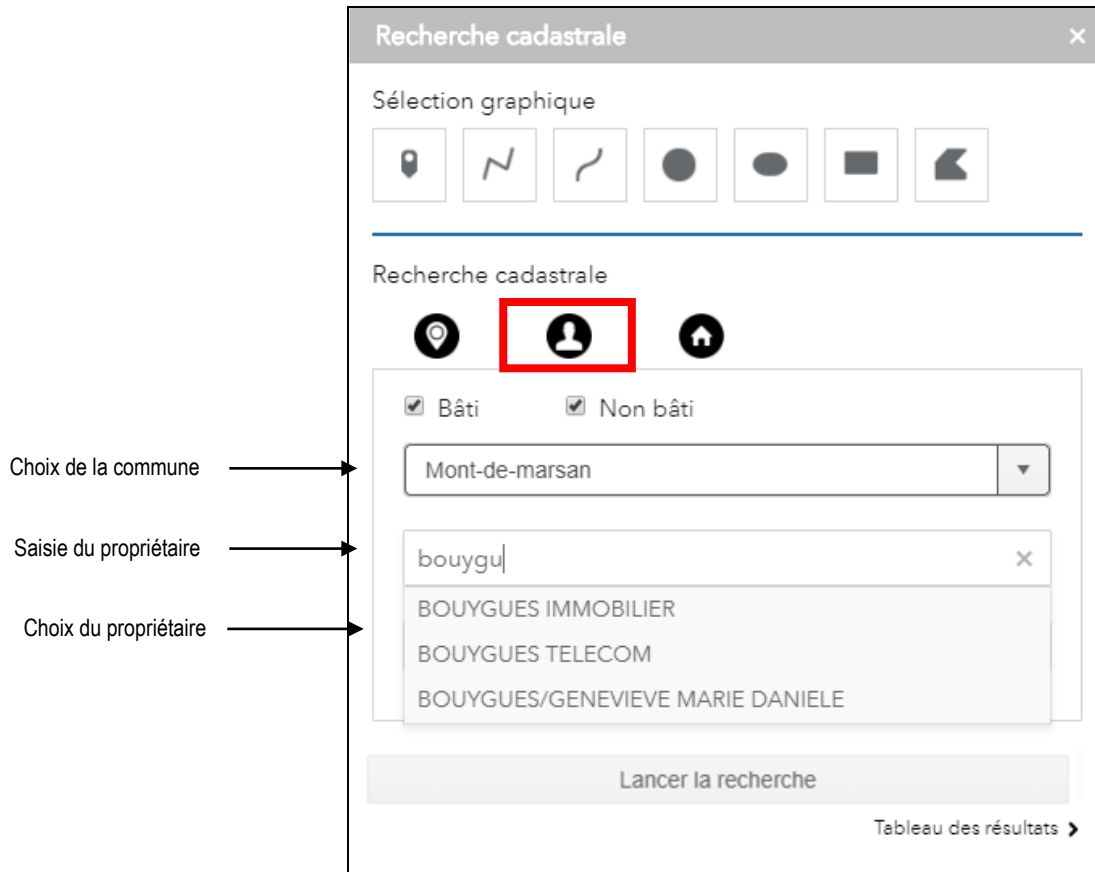 Recherche cadastrale
Sélection graphique
Recherche cadastrale
Bâti Non bâti
Choix de la commune
Mont-de-marsan
Saisie du propriétaire
bouygu
Choix du propriétaire
BOUYGUES IMMOBILIER
BOUYGUES TELECOM
BOUYGUES/GENEVIEVE MARIE DANIELE
Lancer la recherche
Tableau des résultats